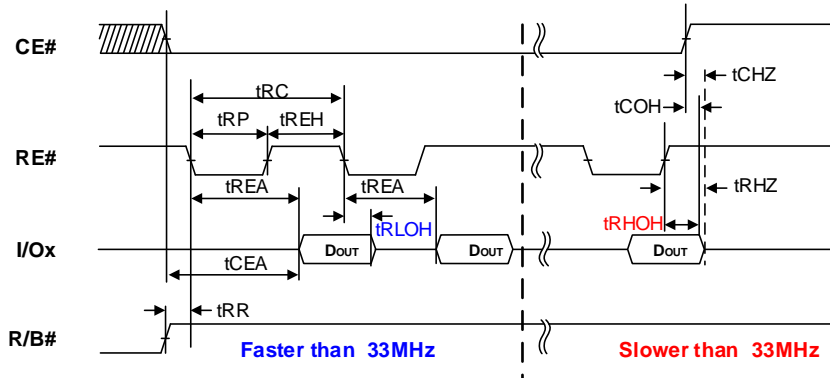 CE#
tCHZ
tRC
tCOH
tRP
tREH
RE#
tREA
tREA
tRHZ
tRLOH
tRHOH
I/Ox
DOUT
DOUT
DOUT
tCEA
tRR
R/B#
Faster than 33MHz
Slower than 33MHz